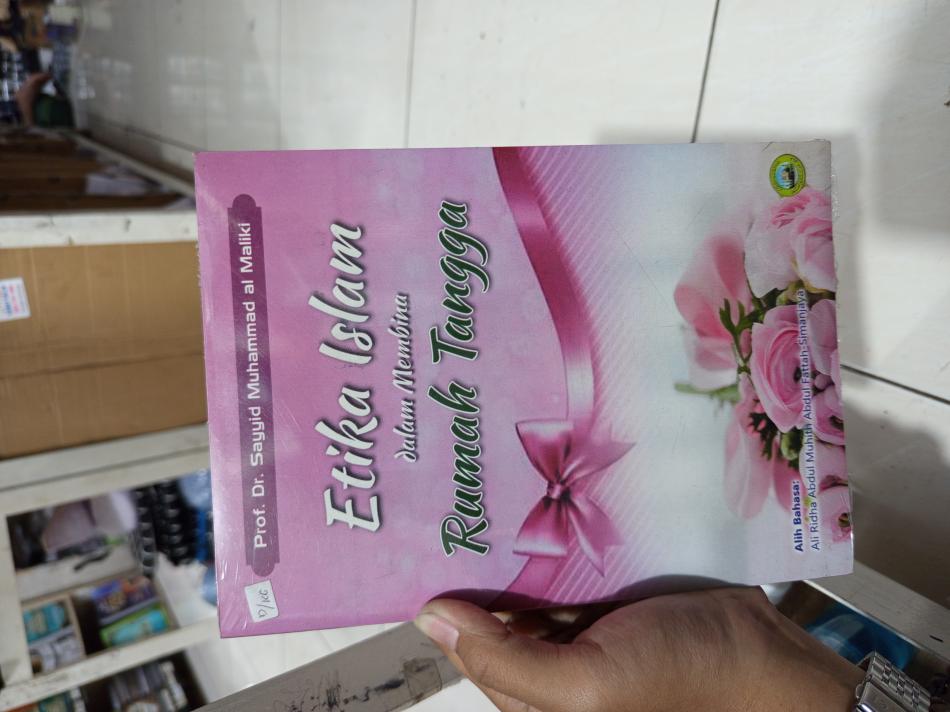 Prof. Dr. Sayyid Muhammad al Maliki
Etika Islam
dalam Membina
Rumah Tangga
Alih Bahasa:
Ali Ridha Abdul Muhith Abdul Fattah Simanjaya